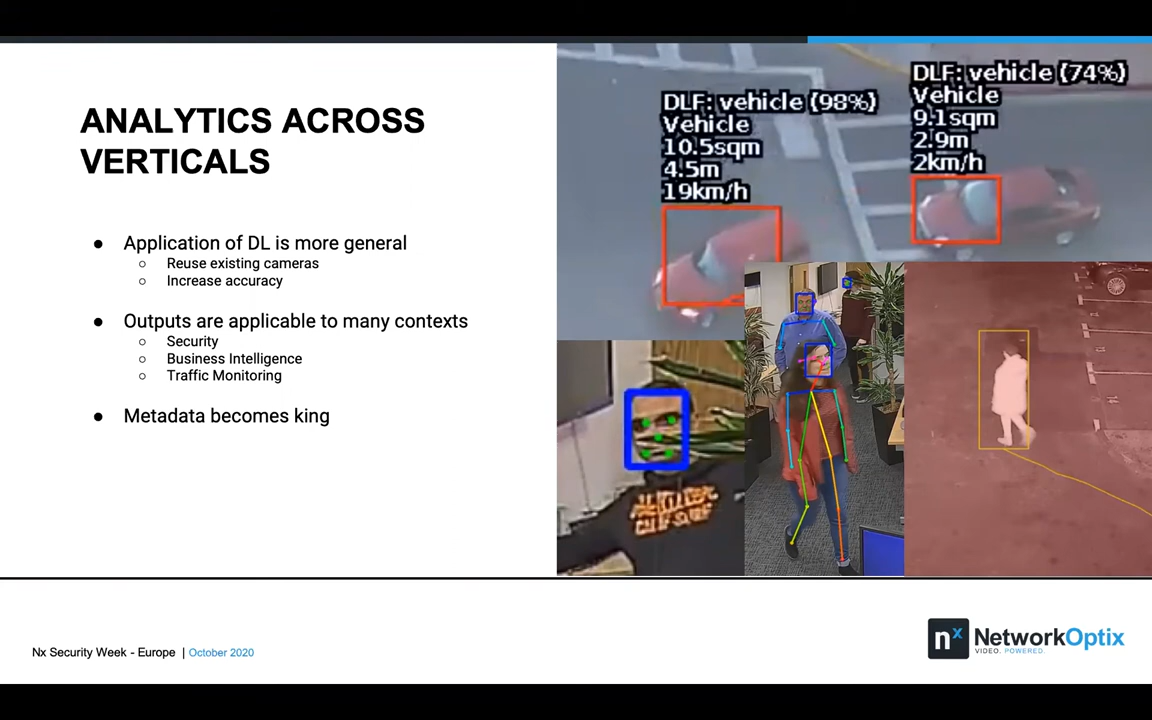 ANALYTICS ACROSS
VERTICALS
● Application of DL is more general
○ Reuse existing cameras
○ Increase accuracy
● Outputs are applicable to many contexts
○ Security
○ Business Intelligence
○ Traffic Monitoring
● Metadata becomes king
DLF: vehicle (98%)
Vehicle
10.5sqm
4.5m
19km/h
DLF: vehicle (74%)
Vehicle
9.1sqm
2.9m
2km/h
Nx Security Week - Europe | October 2020
nx NetworkOptix
VIDEO. POWERED.